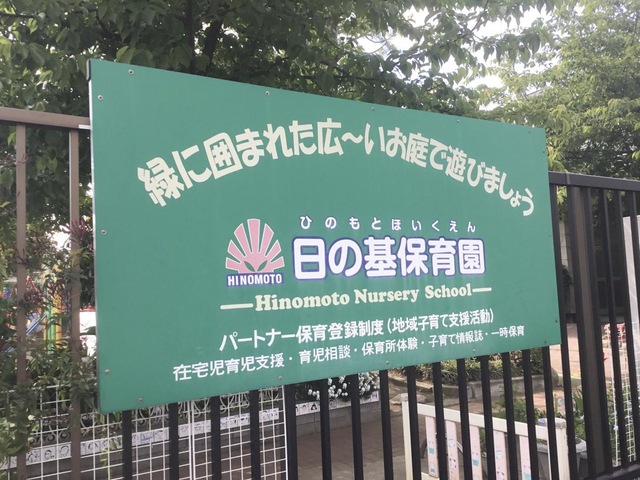 緑に囲まれた広～いお庭で遊びましょう
ひのもとほいくえん
HINOMOTO
日の基保育園
Hinomoto Nursery School
パートナー保育登録制度(地域子育て支援活動)
在宅児育児支援・育児相談・保育所体験・子育て情報誌・一時保育